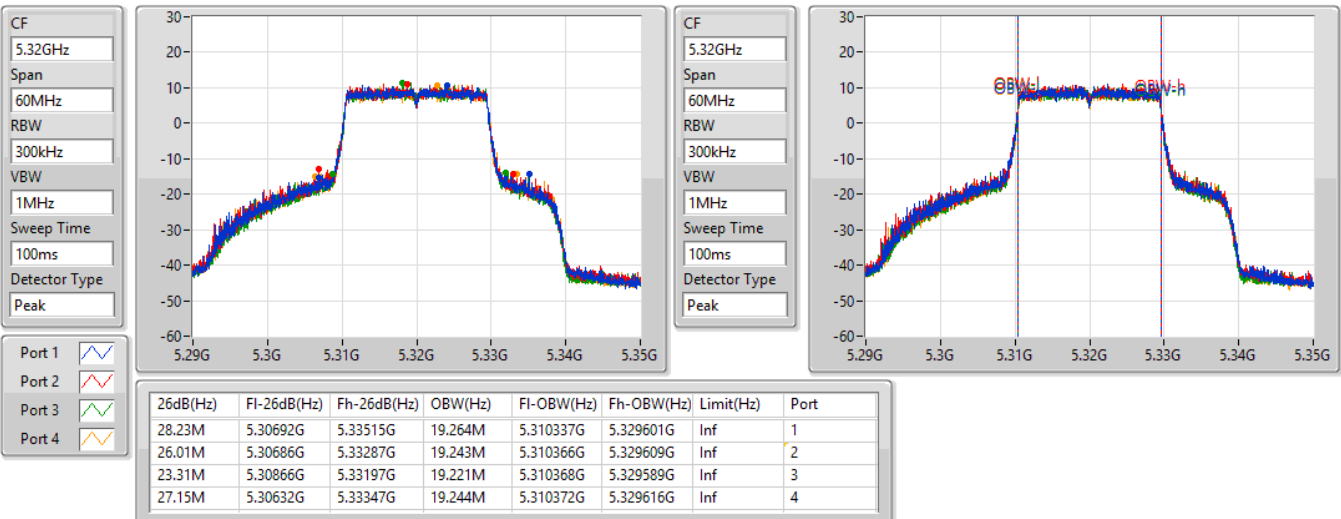 CF
5.32GHz
Span
60MHz
RBW
300kHz
VBW
1MHz
Sweep Time
100ms
Detector Type
Peak
30
20
10
0
-10
-20
-30
-40
-50
-60
5.29G 5.3G 5.31G 5.32G 5.33G 5.34G 5.35G
CF
5.32GHz
Span
60MHz
RBW
300kHz
VBW
1MHz
Sweep Time
100ms
Detector Type
Peak
30
20
10
0
-10
-20
-30
-40
-50
-60
OBW-l OBW-h
5.29G 5.3G 5.31G 5.32G 5.33G 5.34G 5.35G
Port 1
Port 2
Port 3
Port 4
26dB(Hz) Fl-26dB(Hz) Fh-26dB(Hz) OBW(Hz) Fl-OBW(Hz) Fh-OBW(Hz) Limit(Hz) Port
28.23M 5.30692G 5.33515G 19.264M 5.310337G 5.329601G Inf 1
26.01M 5.30686G 5.33287G 19.243M 5.310366G 5.329609G Inf 2
23.31M 5.30866G 5.33197G 19.221M 5.310368G 5.329589G Inf 3
27.15M 5.30632G 5.33347G 19.244M 5.310372G 5.329616G Inf 4